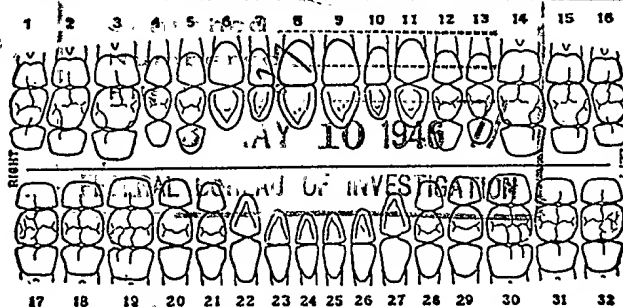 1 2 3 4 5 6 7 8 9 10 11 12 13 14 15 16
MAY 10 1946
RIGHT
FEDERAL BUREAU OF INVESTIGATION
17 18 19 20 21 22 23 24 25 26 27 28 29 30 31 32